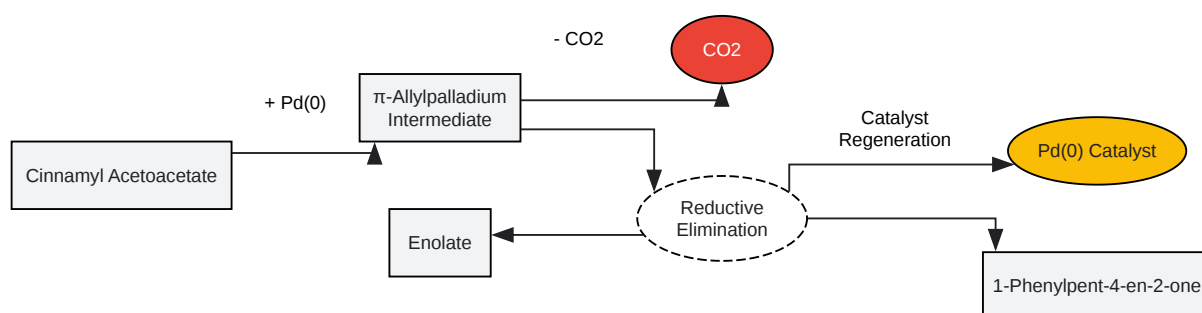 - CO2
CO2
+ Pd(0)
π-Allylpalladium
Intermediate
Catalyst
Regeneration
Pd(0) Catalyst
Cinnamyl Acetoacetate
Reductive
Elimination
Enolate
1-Phenylpent-4-en-2-one